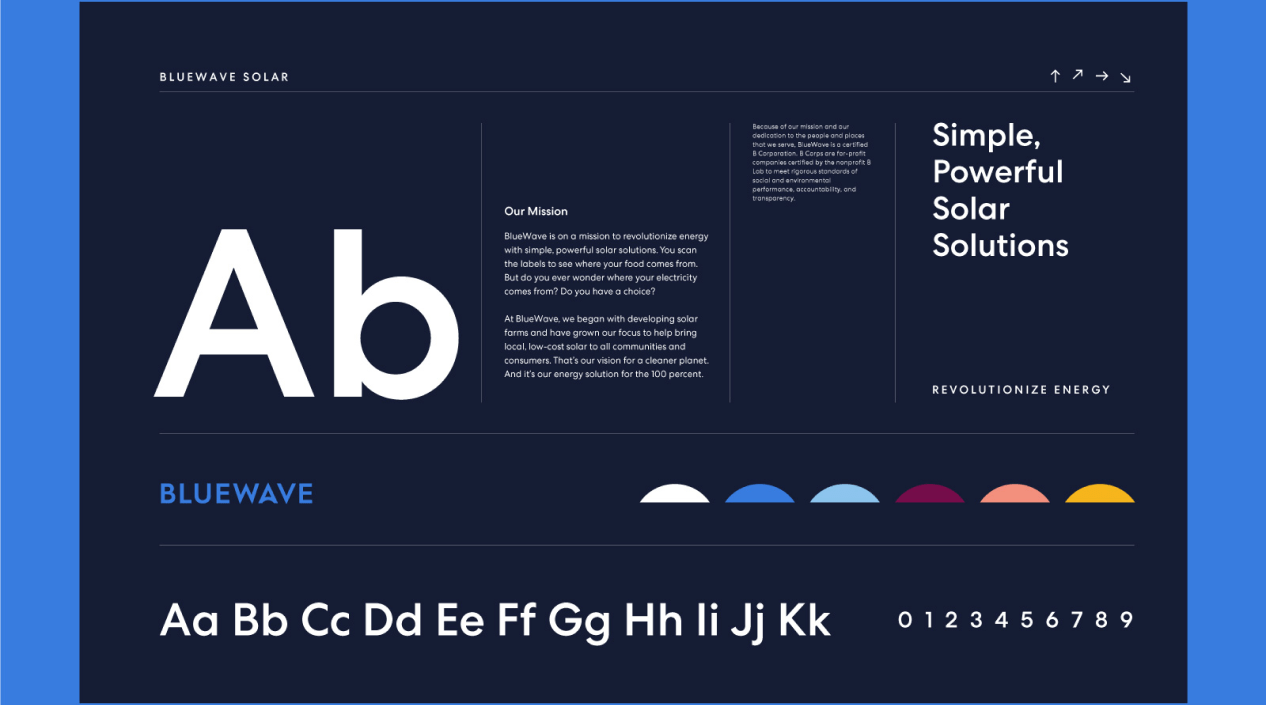 BLUEWAVE SOLAR
↑ ↗ → ↘
Ab
Our Mission
BlueWave is on a mission to revolutionize energy
with simple, powerful solar solutions. You scan
the labels to see where your food comes from.
But do you ever wonder where your electricity
comes from? Do you have a choice?
At BlueWave, we began with developing solar
farms and have grown our focus to help bring
local, low-cost solar to all communities and
consumers. That's our vision for a cleaner planet.
And it's our energy solution for the 100 percent.
Because of our mission and our
dedication to the people and places
that we serve, BlueWave is a certified
B Corporation. B Corps are for-profit
companies certified by the nonprofit B
Lab to meet rigorous standards of
social and environmental
performance, accountability, and
transparency.
Simple,
Powerful
Solar
Solutions
REVOLUTIONIZE ENERGY
BLUEWAVE
Aa Bb Cc Dd Ee Ff Gg Hh Ii Jj Kk
0 1 2 3 4 5 6 7 8 9